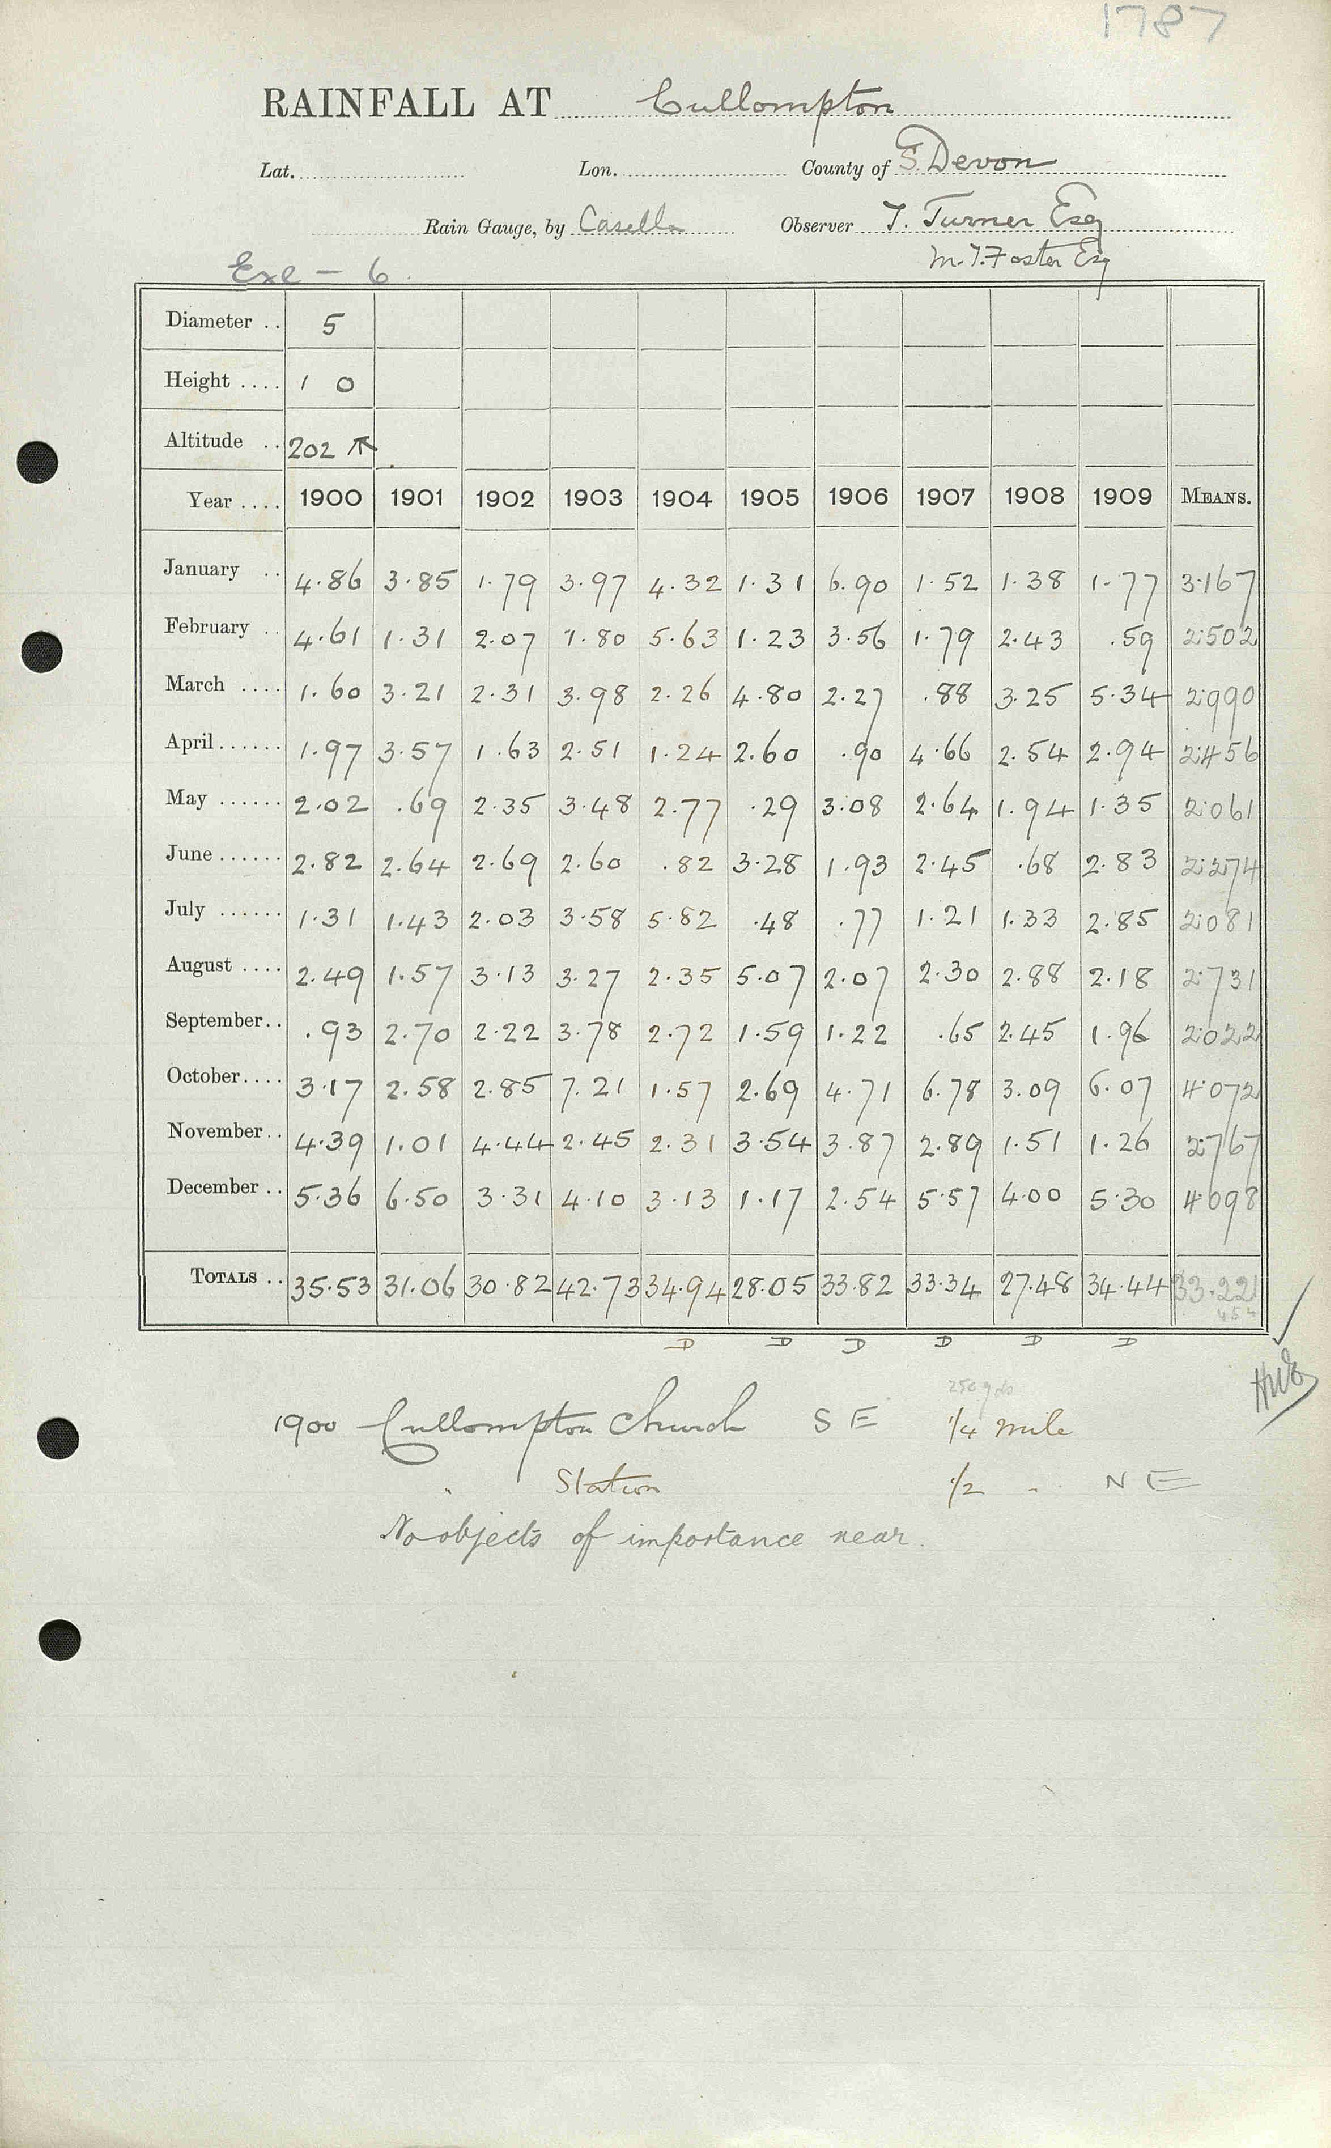 1787
RAINFALL AT Cullompton
Lat. Lon. County of S. Devon
Rain Gauge, by Casella Observer T. Turner Esq
M. T. Foster Esq
Exe - 6.
Diameter .. 5
Height .... 1 0
Altitude .. 202
Year .... 1900 1901 1902 1903 1904 1905 1906 1907 1908 1909 MEANS.
January .. 4.86 3.85 1.79 3.97 4.32 1.31 6.90 1.52 1.38 1.77 3.167
February .. 4.61 1.31 2.07 1.80 5.63 1.23 3.56 1.79 2.43 .59 2.502
March .... 1.60 3.21 2.31 3.98 2.26 4.80 2.27 .88 3.25 5.34 2.990
April ...... 1.97 3.57 1.63 2.51 1.24 2.60 .90 4.66 2.54 2.94 2.456
May ...... 2.02 .69 2.35 3.48 2.77 .29 3.08 2.64 1.94 1.35 2.061
June ...... 2.82 2.64 2.69 2.60 .82 3.28 1.93 2.45 .68 2.83 2.274
July ...... 1.31 1.43 2.03 3.58 5.82 .48 .77 1.21 1.33 2.85 2.081
August .... 2.49 1.57 3.13 3.27 2.35 5.07 2.07 2.30 2.88 2.18 2.731
September .. .93 2.70 2.22 3.78 2.72 1.59 1.22 .65 2.45 1.96 2.022
October .... 3.17 2.58 2.85 7.21 1.57 2.69 4.71 6.78 3.09 6.07 4.072
November .. 4.39 1.01 4.44 2.45 2.31 3.54 3.87 2.89 1.51 1.26 2.767
December .. 5.36 6.50 3.31 4.10 3.13 1.17 2.54 5.57 4.00 5.30 4.098
TOTALS .. 35.53 31.06 30.82 42.73 34.94 28.05 33.82 33.34 27.48 34.44 33.221
D D D D D D
250 yds
1900 Cullompton Church S E 1/4 mile
" Station 1/2 " N E
No objects of importance near.